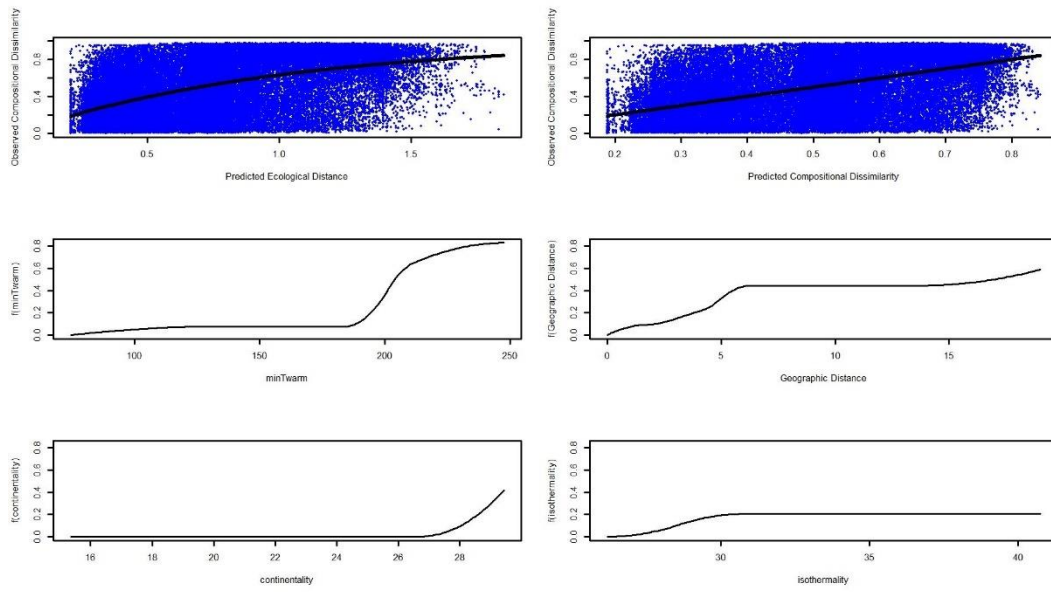 Observed Compositional Dissimilarity
0.0 0.4 0.8
0.5 1.0 1.5
Predicted Ecological Distance
Observed Compositional Dissimilarity
0.0 0.4 0.8
0.2 0.3 0.4 0.5 0.6 0.7 0.8
Predicted Compositional Dissimilarity
f(minTwarm)
0.0 0.2 0.4 0.6 0.8
100 150 200 250
minTwarm
f(Geographic Distance)
0.0 0.2 0.4 0.6 0.8
0 5 10 15
Geographic Distance
f(continentality)
0.0 0.2 0.4 0.6 0.8
16 18 20 22 24 26 28
continentality
f(isothermality)
0.0 0.2 0.4 0.6 0.8
30 35 40
isothermality